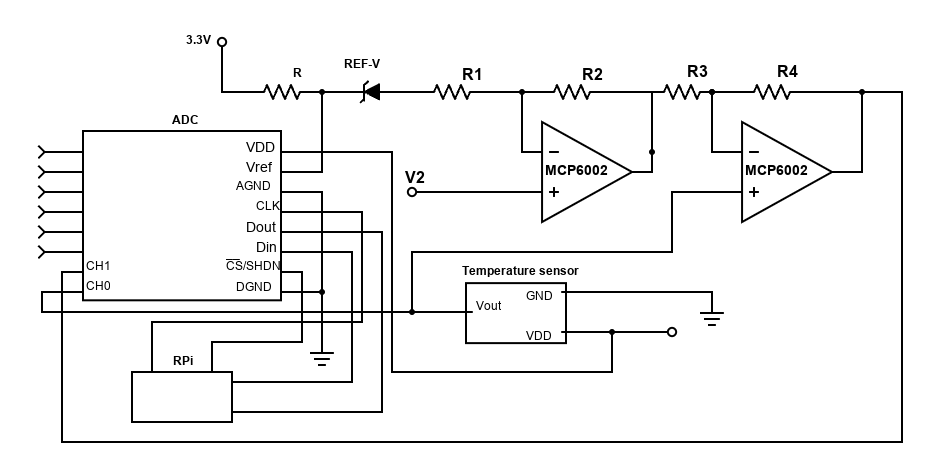 3.3V
R
REF-V
R1
R2
R3
R4
ADC
VDD
Vref
AGND
CLK
Dout
Din
CS/SHDN
DGND
CH1
CH0
V2
MCP6002
MCP6002
Temperature sensor
Vout
GND
VDD
RPi